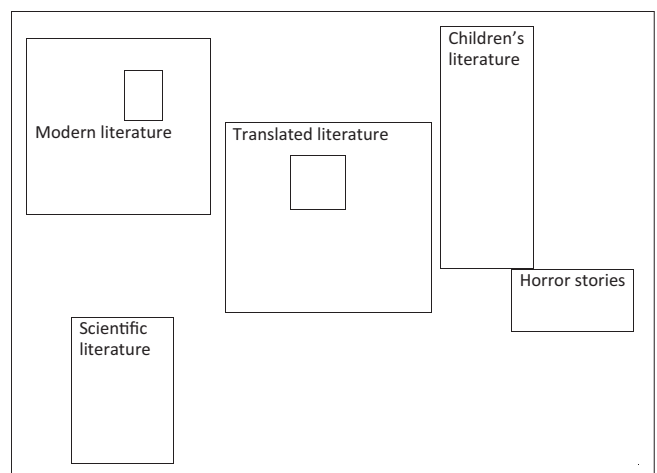 Children’s
literature
Modern literature
Translated literature
Horror stories
Scientific
literature